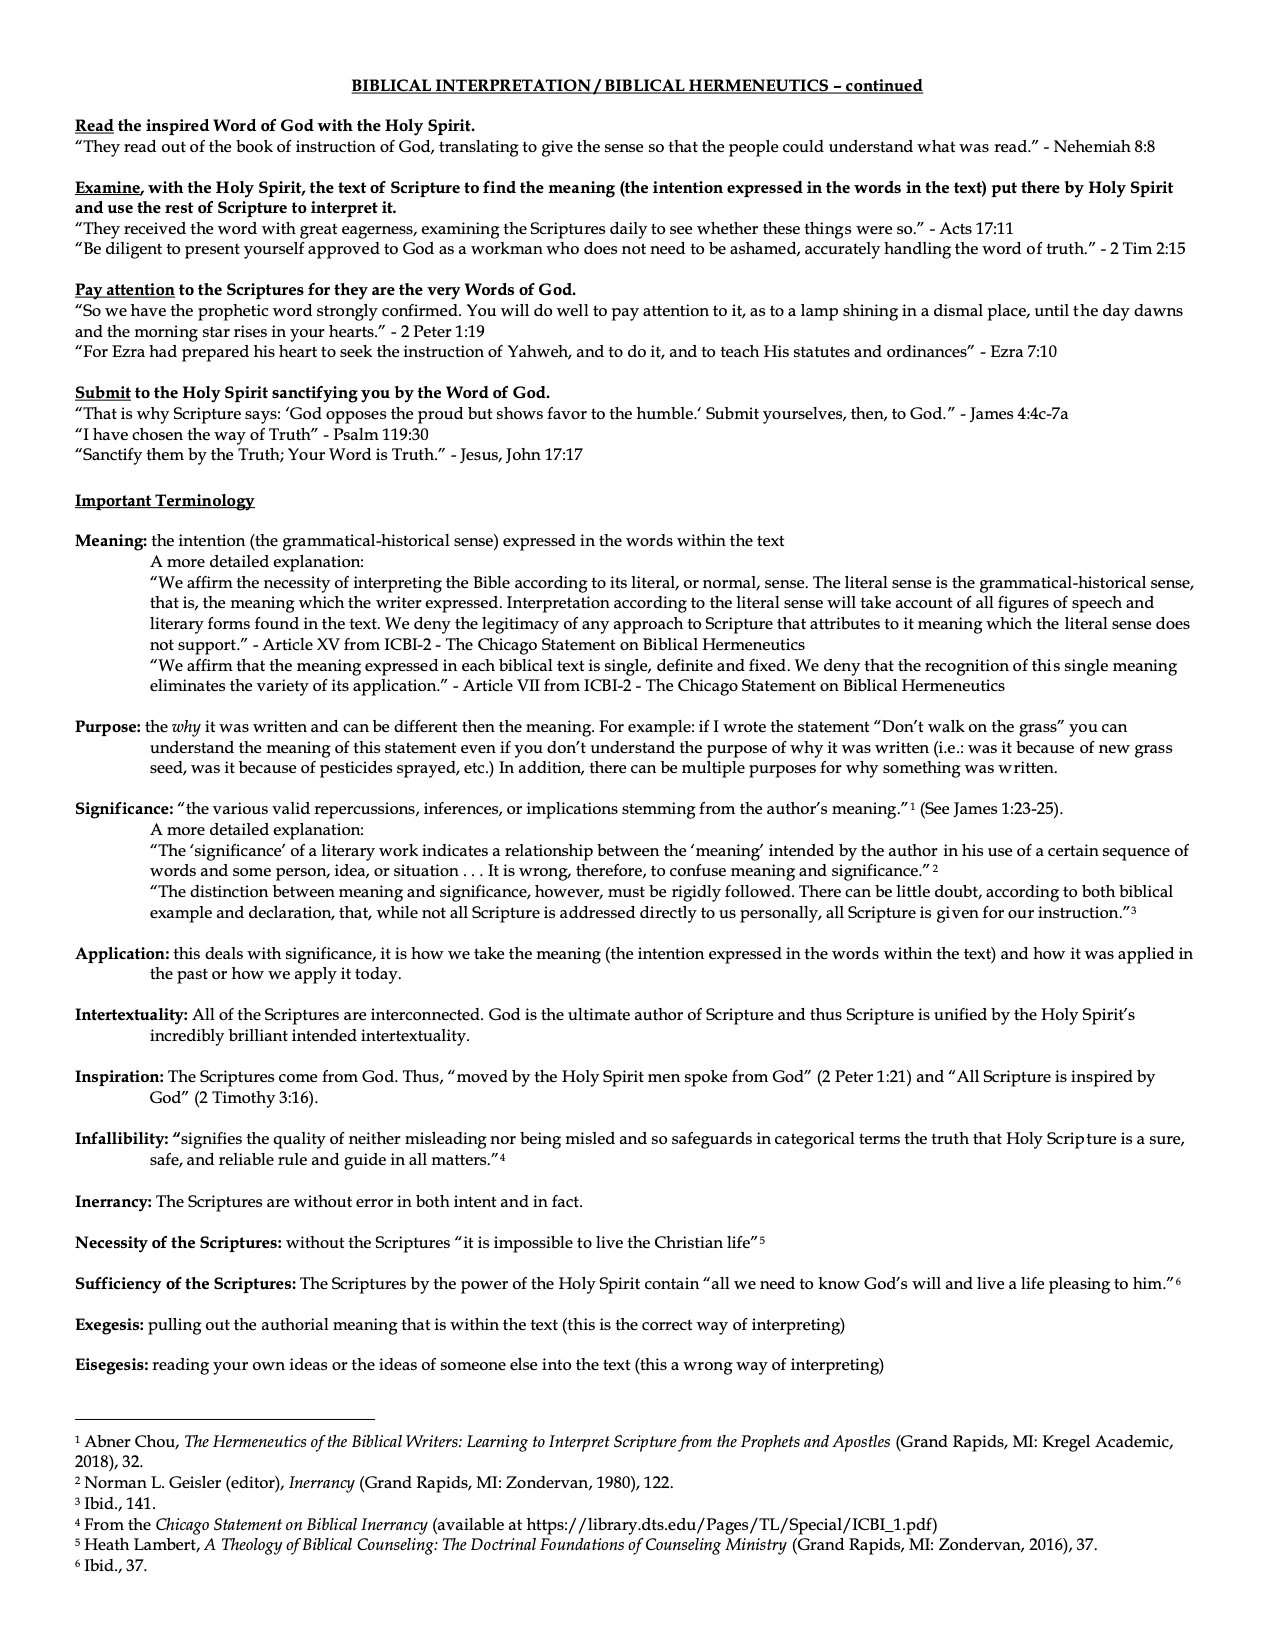 BIBLICAL INTERPRETATION / BIBLICAL HERMENEUTICS – continued
Read the inspired Word of God with the Holy Spirit.
“They read out of the book of instruction of God, translating to give the sense so that the people could understand what was read.” - Nehemiah 8:8
Examine, with the Holy Spirit, the text of Scripture to find the meaning (the intention expressed in the words in the text) put there by Holy Spirit
and use the rest of Scripture to interpret it.
“They received the word with great eagerness, examining the Scriptures daily to see whether these things were so.” - Acts 17:11
“Be diligent to present yourself approved to God as a workman who does not need to be ashamed, accurately handling the word of truth.” - 2 Tim 2:15
Pay attention to the Scriptures for they are the very Words of God.
“So we have the prophetic word strongly confirmed. You will do well to pay attention to it, as to a lamp shining in a dismal place, until the day dawns
and the morning star rises in your hearts.” - 2 Peter 1:19
“For Ezra had prepared his heart to seek the instruction of Yahweh, and to do it, and to teach His statutes and ordinances” - Ezra 7:10
Submit to the Holy Spirit sanctifying you by the Word of God.
“That is why Scripture says: ‘God opposes the proud but shows favor to the humble.‘ Submit yourselves, then, to God.” - James 4:4c-7a
“I have chosen the way of Truth” - Psalm 119:30
“Sanctify them by the Truth; Your Word is Truth.” - Jesus, John 17:17
Important Terminology
Meaning: the intention (the grammatical-historical sense) expressed in the words within the text
A more detailed explanation:
“We affirm the necessity of interpreting the Bible according to its literal, or normal, sense. The literal sense is the grammatical-historical sense,
that is, the meaning which the writer expressed. Interpretation according to the literal sense will take account of all figures of speech and
literary forms found in the text. We deny the legitimacy of any approach to Scripture that attributes to it meaning which the literal sense does
not support.” - Article XV from ICBI-2 - The Chicago Statement on Biblical Hermeneutics
“We affirm that the meaning expressed in each biblical text is single, definite and fixed. We deny that the recognition of this single meaning
eliminates the variety of its application.” - Article VII from ICBI-2 - The Chicago Statement on Biblical Hermeneutics
Purpose: the why it was written and can be different then the meaning. For example: if I wrote the statement “Don’t walk on the grass” you can
understand the meaning of this statement even if you don’t understand the purpose of why it was written (i.e.: was it because of new grass
seed, was it because of pesticides sprayed, etc.) In addition, there can be multiple purposes for why something was written.
Significance: “the various valid repercussions, inferences, or implications stemming from the author’s meaning.”¹ (See James 1:23-25).
A more detailed explanation:
“The ‘significance’ of a literary work indicates a relationship between the ‘meaning’ intended by the author in his use of a certain sequence of
words and some person, idea, or situation . . . It is wrong, therefore, to confuse meaning and significance.”²
“The distinction between meaning and significance, however, must be rigidly followed. There can be little doubt, according to both biblical
example and declaration, that, while not all Scripture is addressed directly to us personally, all Scripture is given for our instruction.”³
Application: this deals with significance, it is how we take the meaning (the intention expressed in the words within the text) and how it was applied in
the past or how we apply it today.
Intertextuality: All of the Scriptures are interconnected. God is the ultimate author of Scripture and thus Scripture is unified by the Holy Spirit’s
incredibly brilliant intended intertextuality.
Inspiration: The Scriptures come from God. Thus, “moved by the Holy Spirit men spoke from God” (2 Peter 1:21) and “All Scripture is inspired by
God” (2 Timothy 3:16).
Infallibility: “signifies the quality of neither misleading nor being misled and so safeguards in categorical terms the truth that Holy Scripture is a sure,
safe, and reliable rule and guide in all matters.”⁴
Inerrancy: The Scriptures are without error in both intent and in fact.
Necessity of the Scriptures: without the Scriptures “it is impossible to live the Christian life”⁵
Sufficiency of the Scriptures: The Scriptures by the power of the Holy Spirit contain “all we need to know God’s will and live a life pleasing to him.”⁶
Exegesis: pulling out the authorial meaning that is within the text (this is the correct way of interpreting)
Eisegesis: reading your own ideas or the ideas of someone else into the text (this a wrong way of interpreting)
¹ Abner Chou, The Hermeneutics of the Biblical Writers: Learning to Interpret Scripture from the Prophets and Apostles (Grand Rapids, MI: Kregel Academic,
2018), 32.
² Norman L. Geisler (editor), Inerrancy (Grand Rapids, MI: Zondervan, 1980), 122.
³ Ibid., 141.
⁴ From the Chicago Statement on Biblical Inerrancy (available at https://library.dts.edu/Pages/TL/Special/ICBI_1.pdf)
⁵ Heath Lambert, A Theology of Biblical Counseling: The Doctrinal Foundations of Counseling Ministry (Grand Rapids, MI: Zondervan, 2016), 37.
⁶ Ibid., 37.